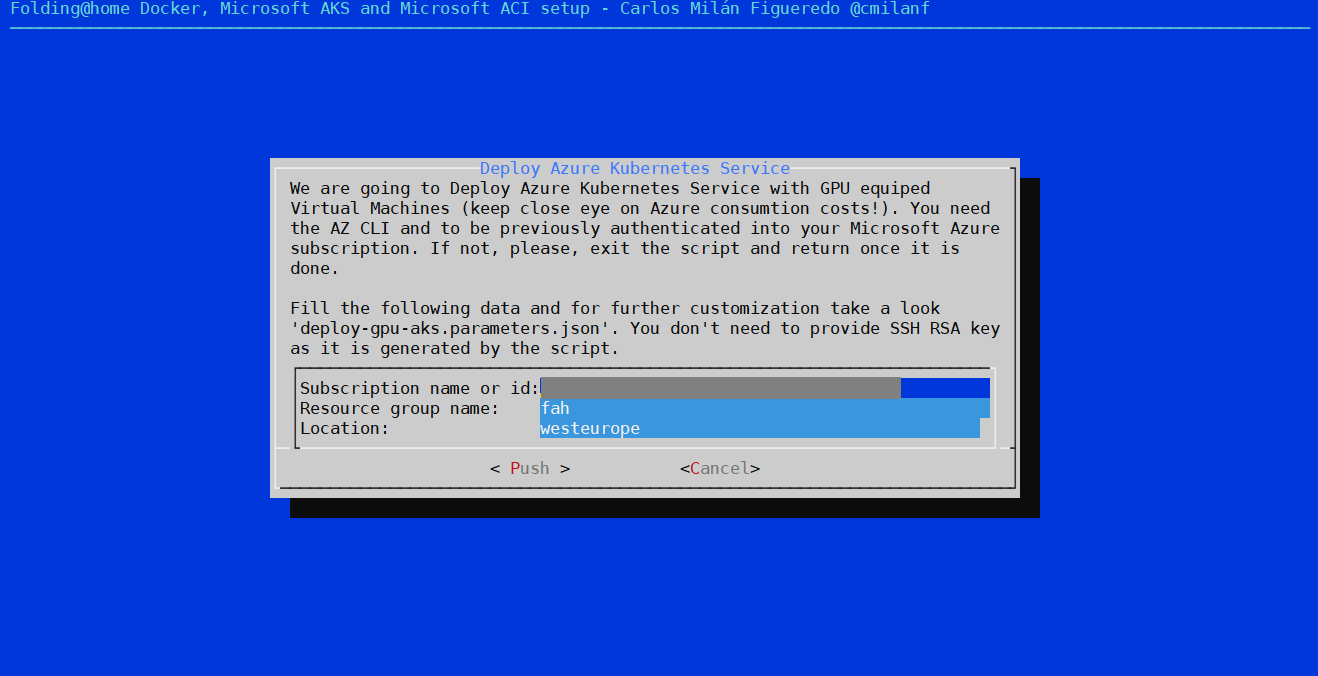 Folding@home Docker, Microsoft AKS and Microsoft ACI setup - Carlos Milán Figueredo @cmilanf
Deploy Azure Kubernetes Service
We are going to Deploy Azure Kubernetes Service with GPU equiped
Virtual Machines (keep close eye on Azure consumtion costs!). You need
the AZ CLI and to be previously authenticated into your Microsoft Azure
subscription. If not, please, exit the script and return once it is
done.
Fill the following data and for further customization take a look
'deploy-gpu-aks.parameters.json'. You don't need to provide SSH RSA key
as it is generated by the script.
Subscription name or id:
Resource group name: fah
Location: westeurope
< Push > <Cancel>